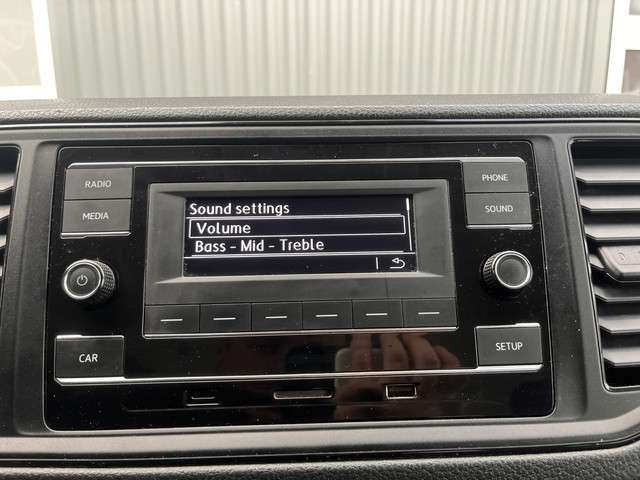 RADIO
MEDIA
Sound settings
Volume
Bass - Mid - Treble
PHONE
SOUND
CAR
SETUP